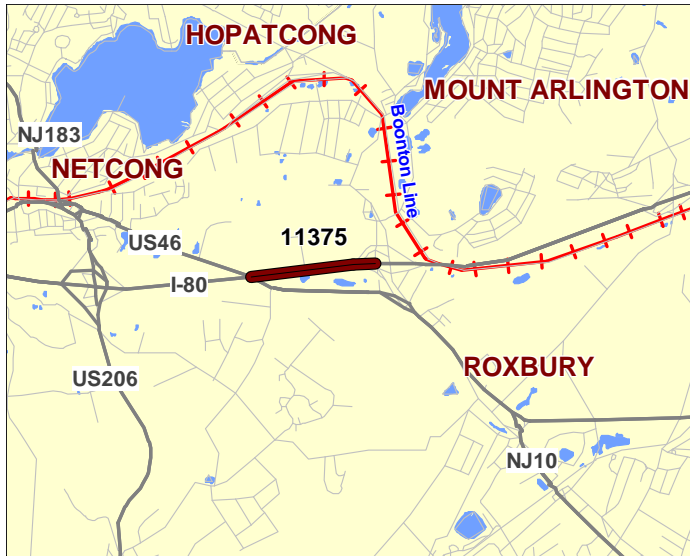 HOPATCONG
MOUNT ARLINGTON
NJ183
Boonton Line
NETCONG
US46
11375
I-80
ROXBURY
US206
NJ10